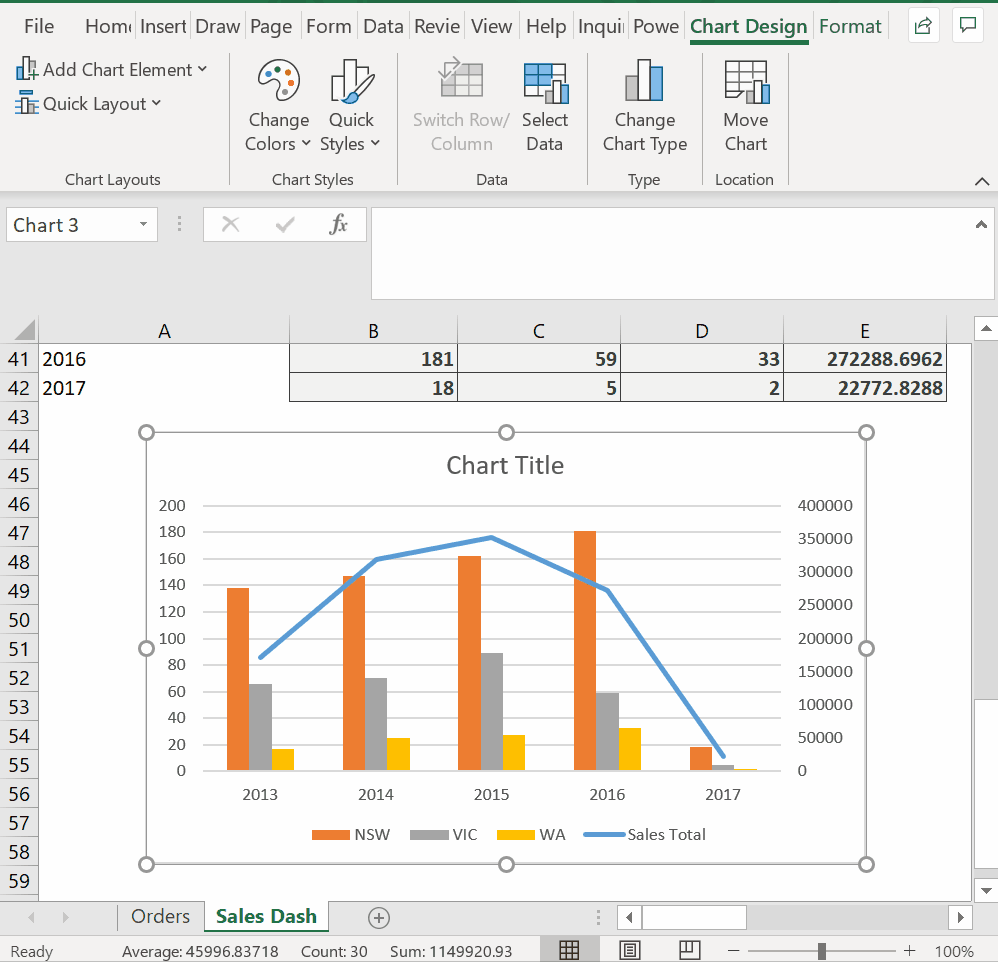 File Hom Insert Draw Page Form Data Revie View Help Inqui Powe Chart Design Format
Add Chart Element
Quick Layout
Change Colors
Quick Styles
Switch Row/ Column
Select Data
Change Chart Type
Move Chart
Chart Layouts Chart Styles Data Type Location
Chart 3 fx
A B C D E
41 2016 181 59 33 272288.6962
42 2017 18 5 2 22772.8288
43
44
45
46
47
48
49
50
51
52
53
54
55
56
57
58
59
Chart Title
200 400000
180 350000
160 300000
140 250000
120 200000
100 150000
80 100000
60 50000
40 0
20
0
2013 2014 2015 2016 2017
NSW VIC WA Sales Total
Orders Sales Dash
Ready Average: 45996.83718 Count: 30 Sum: 1149920.93 100%